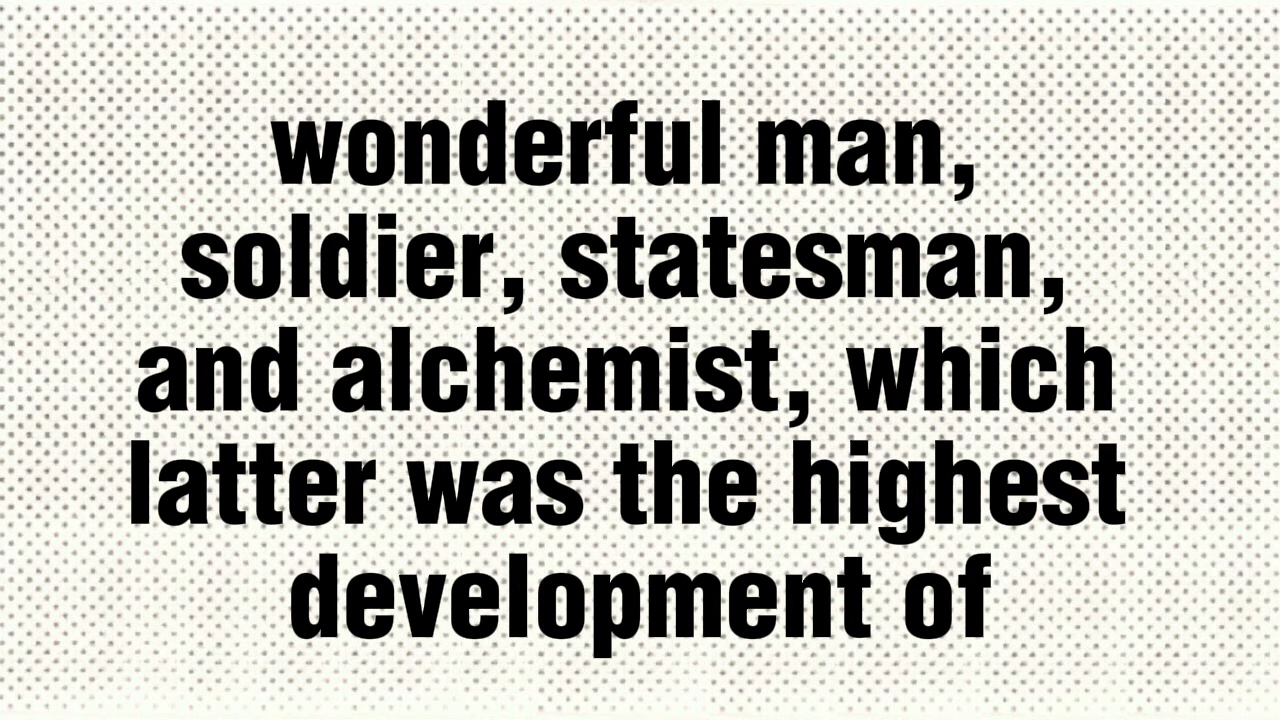 wonderful man,
soldier, statesman,
and alchemist, which
latter was the highest
development of